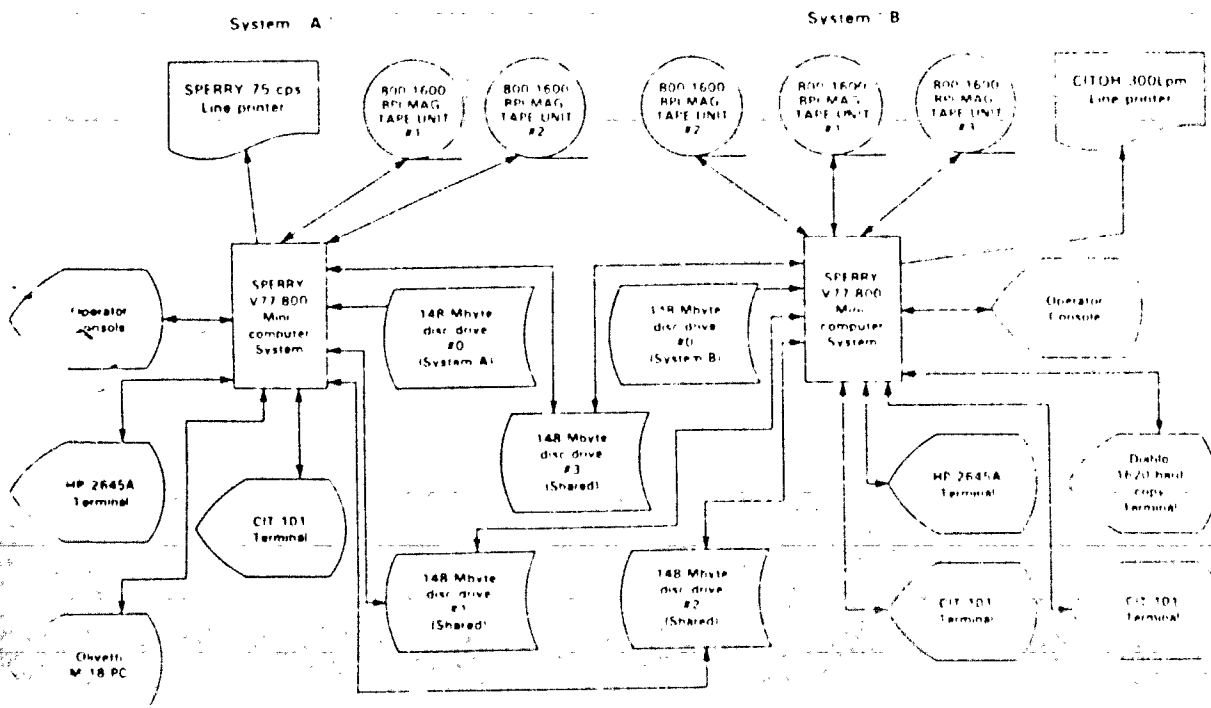 System A
System B
SPERRY 75 cps
Line printer
800 1600
BPI MAG
TAPE UNIT
#1
800 1600
BPI MAG
TAPE UNIT
#2
800 1600
BPI MAG
TAPE UNIT
#2
800 1600
BPI MAG
TAPE UNIT
#1
800 1600
BPI MAG
TAPE UNIT
CITOH 300Lpm
Line printer
Operator
Console
SPERRY
V77 800
Mini
computer
System
148 Mbyte
disc drive
#0
(System A)
148 Mbyte
disc drive
#0
(System B)
SPERRY
V77 800
Mini
computer
System
Operator
Console
HP 2645A
Terminal
CIT 101
Terminal
148 Mbyte
disc drive
#3
(Shared)
HP 2645A
Terminal
Diablo
1620 hard
copy
Terminal
148 Mbyte
disc drive
#1
(Shared)
148 Mbyte
disc drive
#2
(Shared)
CIT 101
Terminal
CIT 101
Terminal
Olivetti
M 18 PC